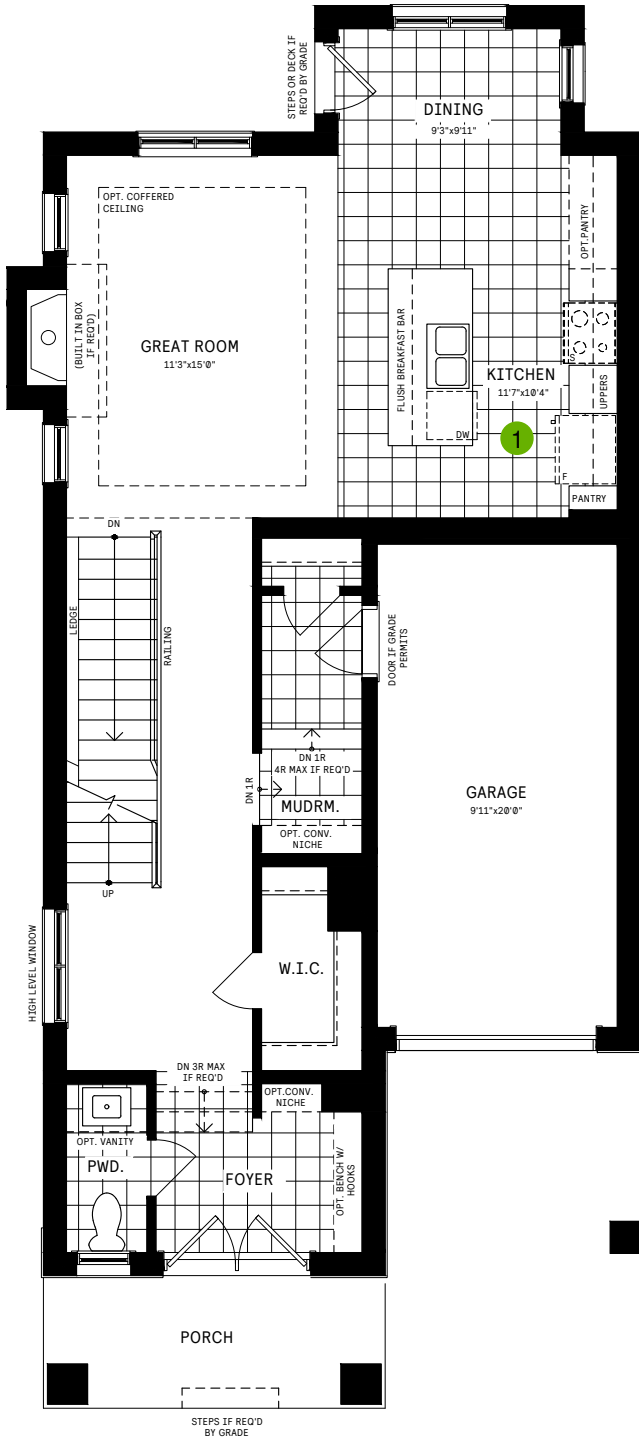 STEPS OR DECK IF
REQ'D BY GRADE
DINING
9'3"x9'11"
OPT. COFFERED
CEILING
OPT.PANTRY
(BUILT IN BOX
IF REQ'D)
GREAT ROOM
11'3"x15'0"
FLUSH BREAKFAST BAR
S
KITCHEN
11'7"x10'4"
UPPERS
DW
1
F
PANTRY
DN
LEDGE
RAILING
DOOR IF GRADE
PERMITS
DN 1R
4R MAX IF REQ'D
DN 1R
MUDRM.
OPT. CONV.
NICHE
GARAGE
9'11"x20'0"
UP
HIGH LEVEL WINDOW
W.I.C.
DN 3R MAX
IF REQ'D
OPT.CONV.
NICHE
OPT. VANITY
PWD.
FOYER
OPT. BENCH W/
HOOKS
PORCH
STEPS IF REQ'D
BY GRADE